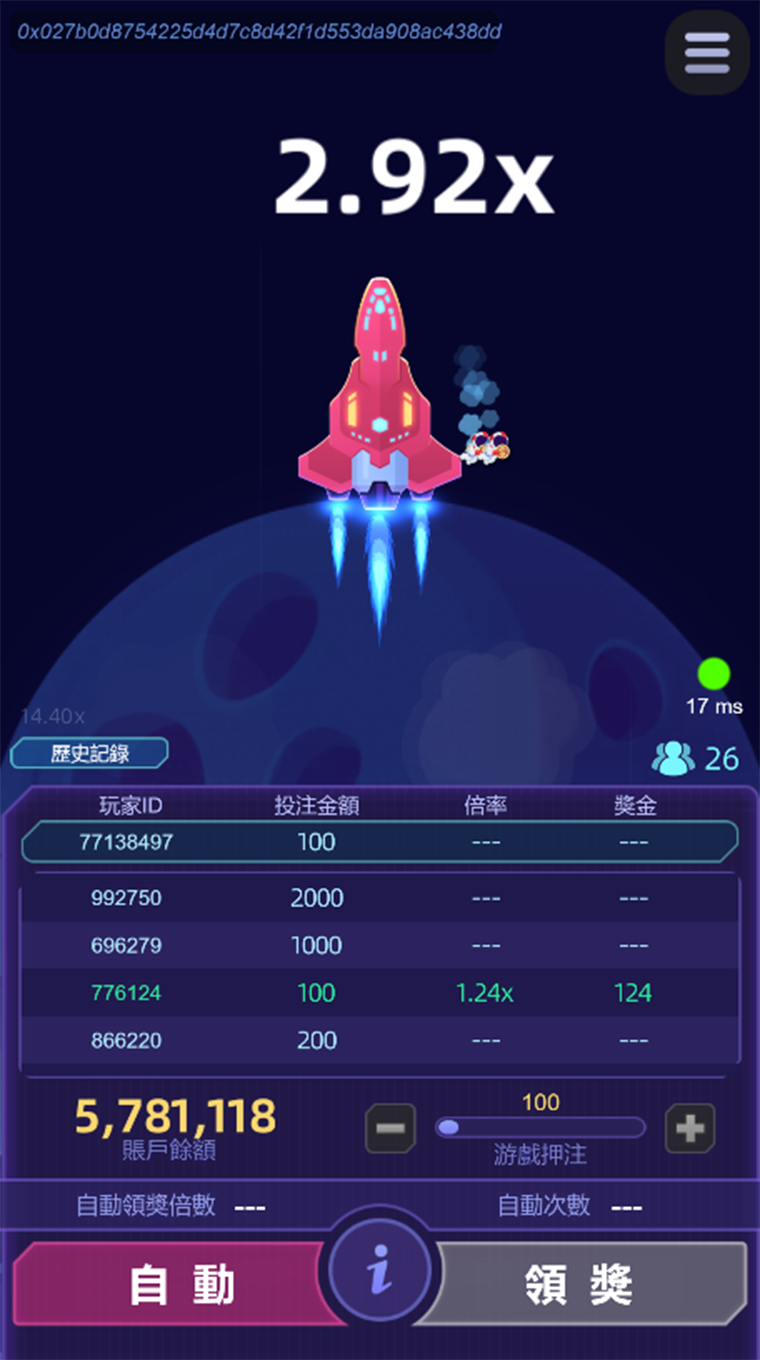 0x027b0d8754225d4d7c8d42f1d553da908ac438dd
2.92x
17 ms
14.40x
歷史記錄
26
玩家ID 投注金額 倍率 獎金
77138497 100 --- ---
992750 2000 --- ---
696279 1000 --- ---
776124 100 1.24x 124
866220 200 --- ---
5,781,118
賬戶餘額
100
游戲押注
自動領獎倍數 ---
自動次數 ---
自動
i
領獎